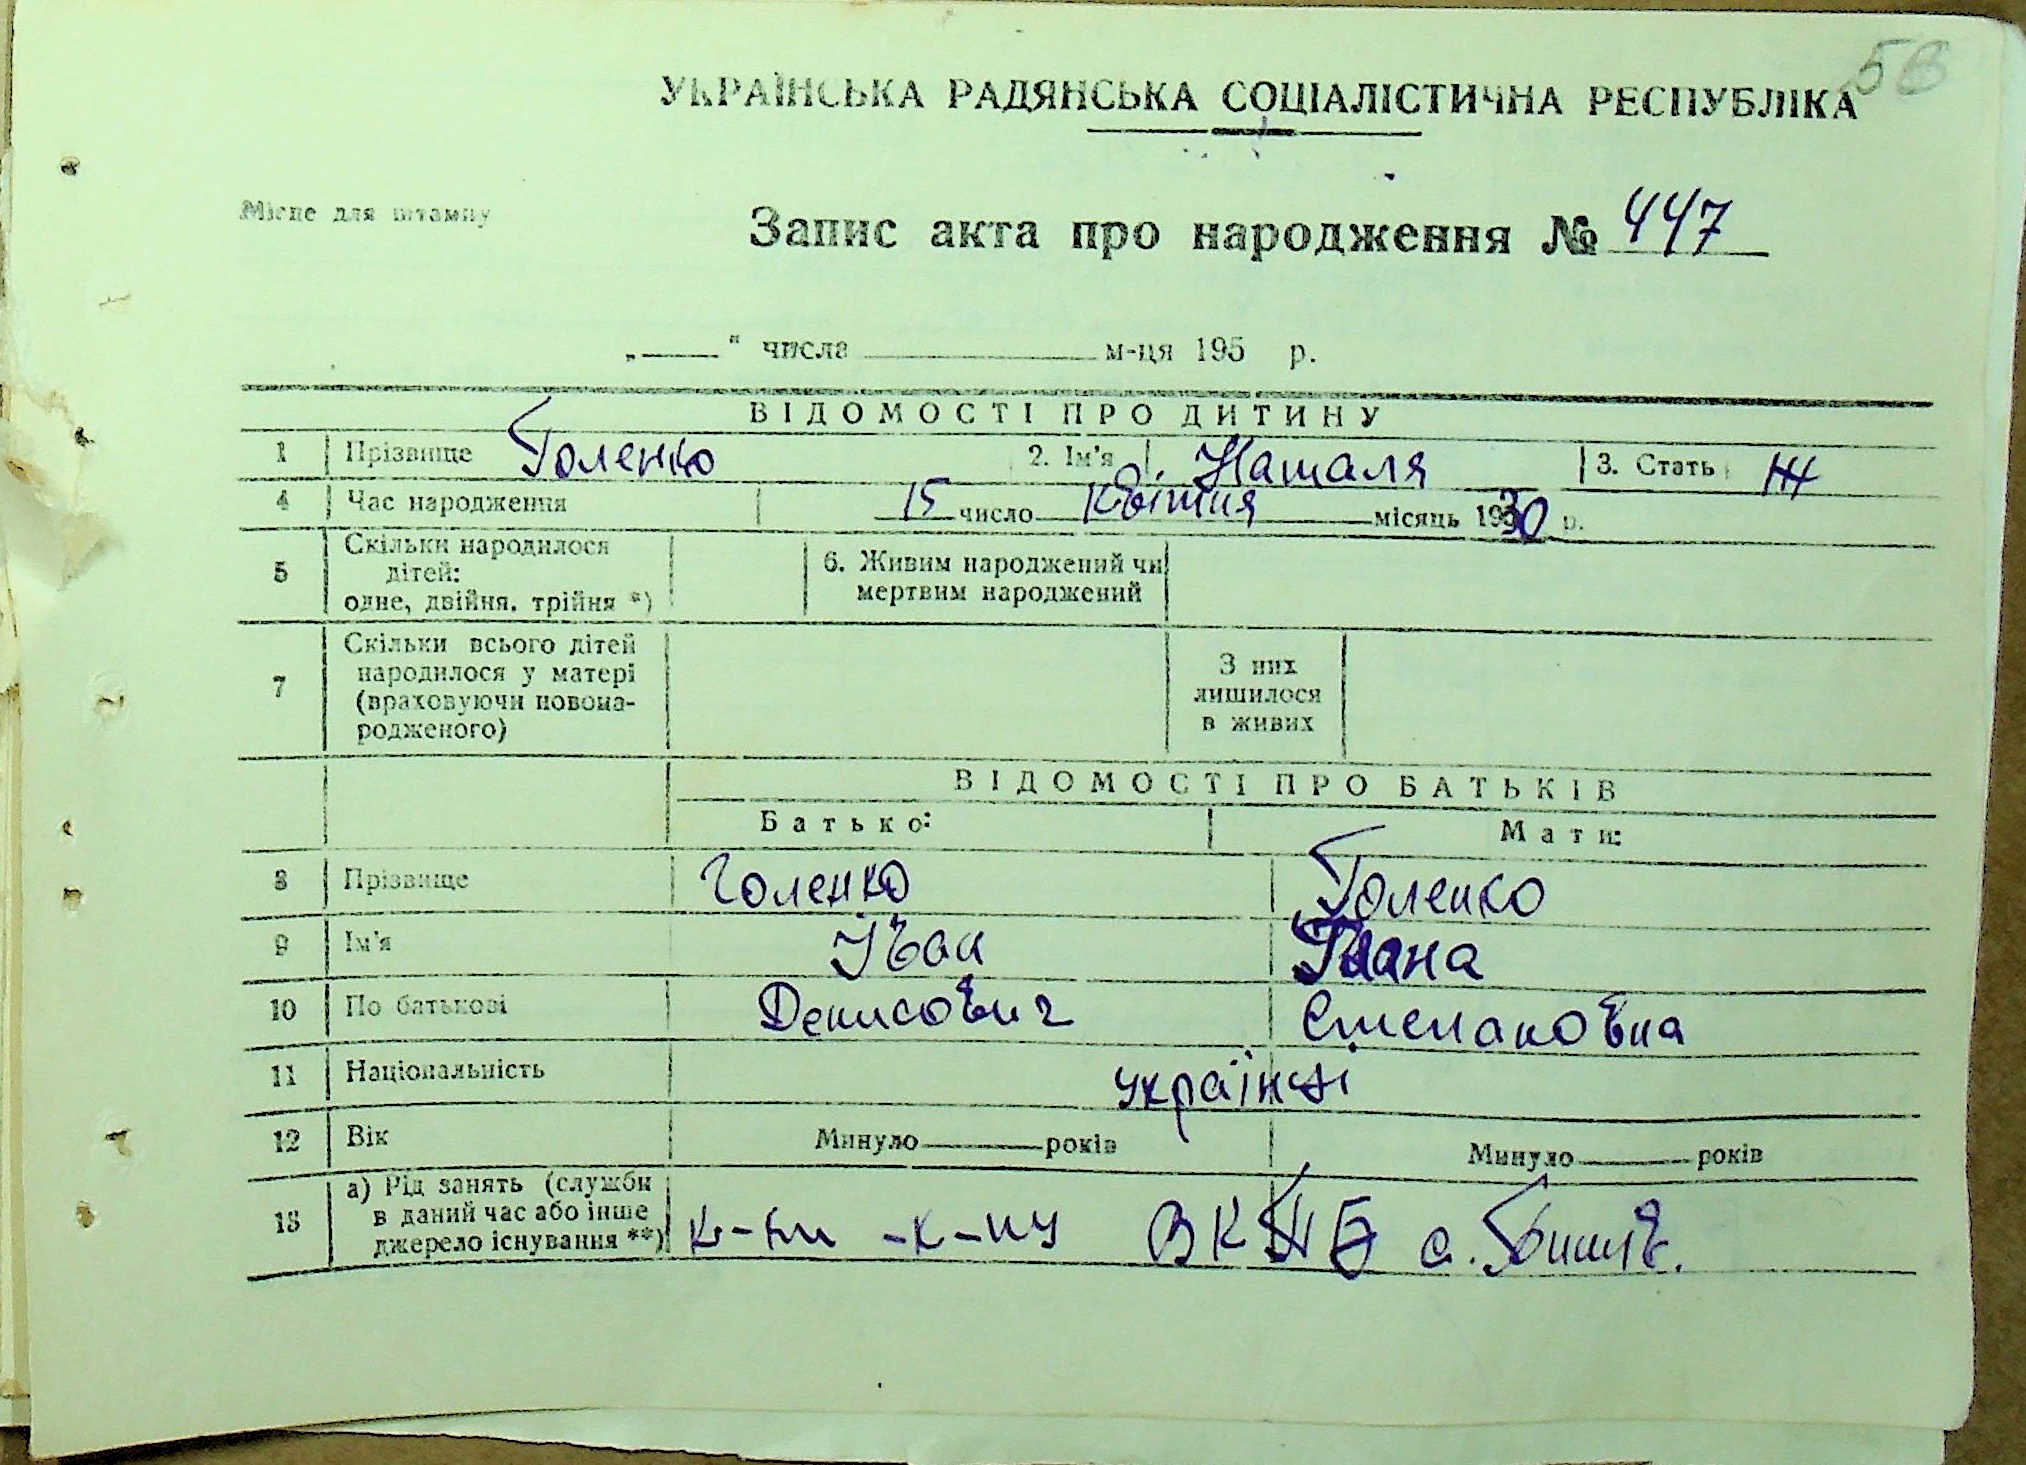 58
УКРАЇНСЬКА РАДЯНСЬКА СОЦІАЛІСТИЧНА РЕСПУБЛІКА
Місце для штампу
Запис акта про народження № 447
„ “ числа м-ця 195 р.
ВІДОМОСТІ ПРО ДИТИНУ
1 Прізвище Голенко 2. Ім'я Наталя 3. Стать Ж
4 Час народження 15 число квітня місяць 1930 р.
5 Скільки народилося дітей: одне, двійня, трійня *) 6. Живим народжений чи мертвим народжений
7 Скільки всього дітей народилося у матері (враховуючи новона-родженого) З них лишилося в живих
ВІДОМОСТІ ПРО БАТЬКІВ
Батько: Мати:
8 Прізвище Голенко Голенко
9 Ім'я Іван
10 По батькові Денисович Степановна
11 Національність українці
12 Вік Минуло років Минуло років
13 а) Рід занять (служби в даний час або інше джерело існування **) с.